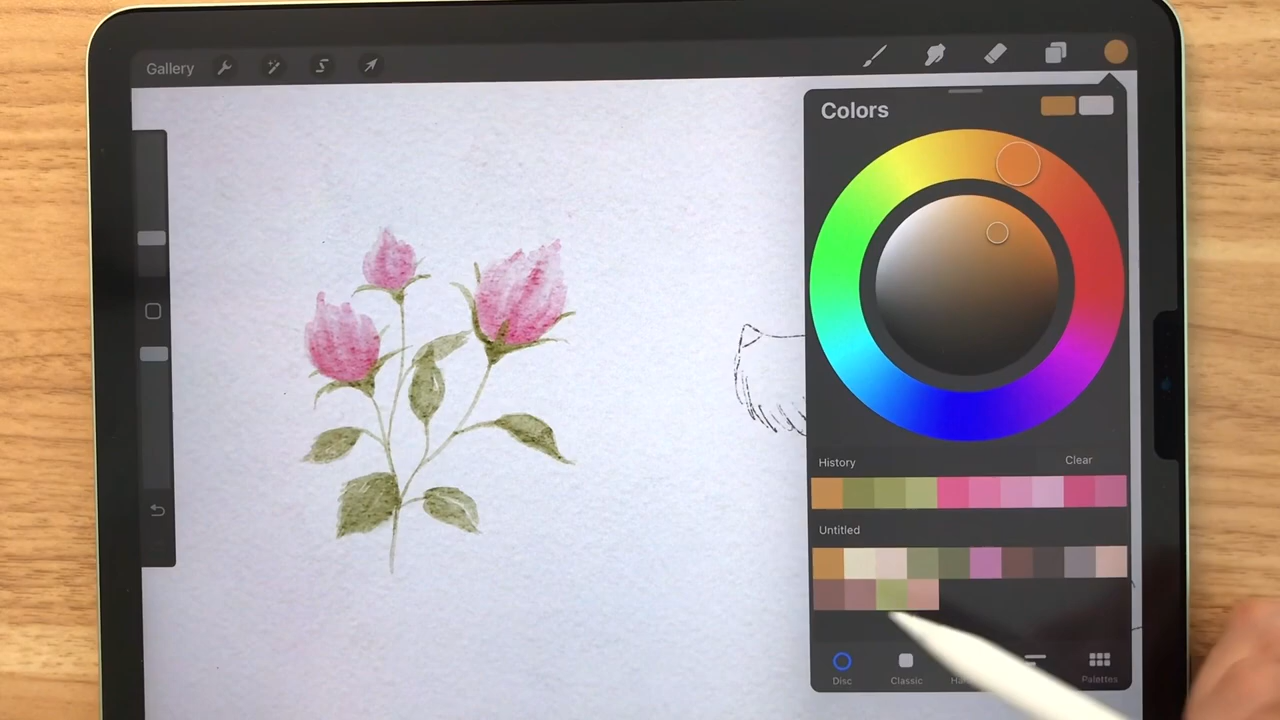 Gallery
Colors
History Clear
Untitled
Disc Classic Palettes